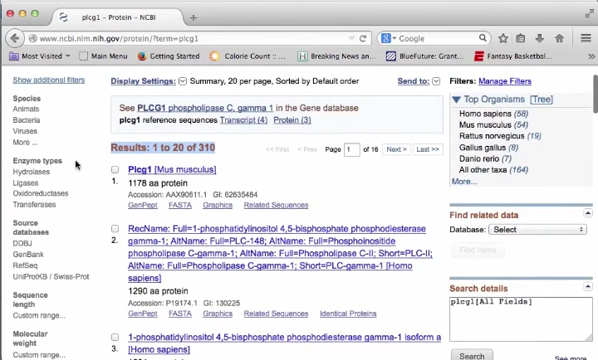 plcg1 - Protein - NCBI
www.ncbi.nlm.nih.gov/protein/?term=plcg1
Google
Most Visited
Main Menu
Getting Started
Calorie Count ...
Breaking News an...
BlueFuture: Grant...
Fantasy Basketbal...
Show additional filters
Species
Animals
Bacteria
Viruses
More ...
Enzyme types
Hydrolases
Ligases
Oxidoreductases
Transferases
Source
databases
DDBJ
GenBank
RefSeq
UniProtKB / Swiss-Prot
Sequence
length
Custom range...
Molecular
weight
Custom range...
Display Settings: Summary, 20 per page, Sorted by Default order
Send to:
See PLCG1 phospholipase C, gamma 1 in the Gene database
plcg1 reference sequences Transcript (4) Protein (3)
Results: 1 to 20 of 310
<< First < Prev Page 1 of 16 Next > Last >>
Plcg1 [Mus musculus]
1. 1178 aa protein
Accession: AAX90611.1 GI: 62635484
GenPept FASTA Graphics Related Sequences
RecName: Full=1-phosphatidylinositol 4,5-bisphosphate phosphodiesterase
2. gamma-1; AltName: Full=PLC-148; AltName: Full=Phosphoinositide
phospholipase C-gamma-1; AltName: Full=Phospholipase C-II; Short=PLC-II;
AltName: Full=Phospholipase C-gamma-1; Short=PLC-gamma-1 [Homo
sapiens]
1290 aa protein
Accession: P19174.1 GI: 130225
GenPept FASTA Graphics Related Sequences Identical Proteins
1-phosphatidylinositol 4,5-bisphosphate phosphodiesterase gamma-1 isoform a
3. [Homo sapiens]
Filters: Manage Filters
Top Organisms [Tree]
Homo sapiens (58)
Mus musculus (54)
Rattus norvegicus (19)
Gallus gallus (8)
Danio rerio (7)
All other taxa (164)
More...
Find related data
Database: Select
Find items
Search details
plcg1[All Fields]
Search
See more...